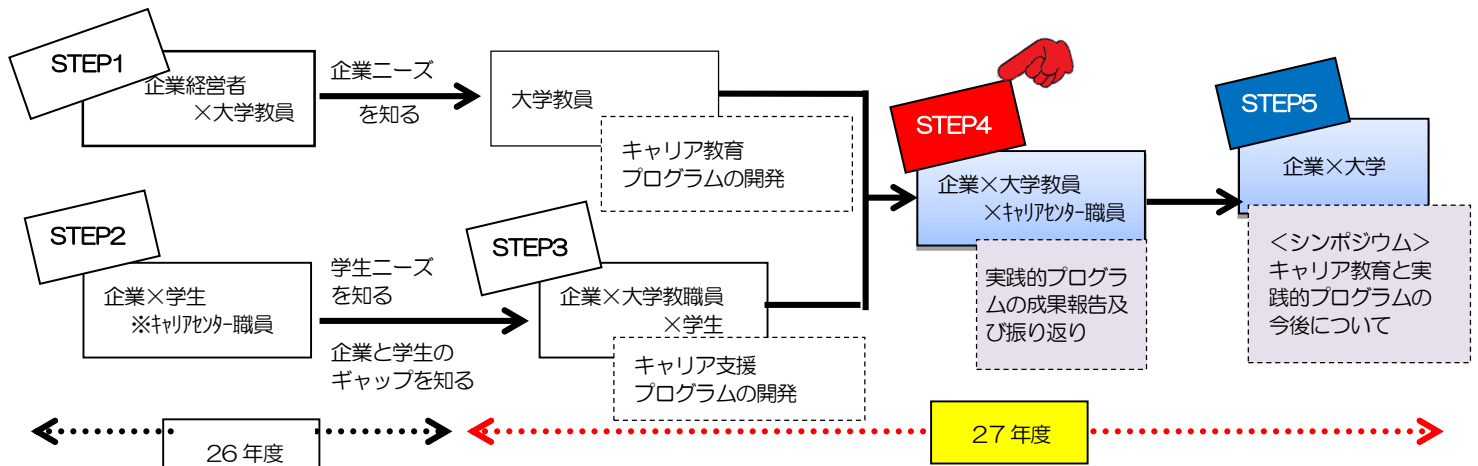 STEP1
企業経営者
×大学教員
企業ニーズ
を知る
大学教員
キャリア教育
プログラムの開発
STEP2
企業×学生
※ｷｬﾘｱｾﾝﾀｰ職員
学生ニーズ
を知る
企業と学生の
ギャップを知る
STEP3
企業×大学教職員
×学生
キャリア支援
プログラムの開発
STEP4
企業×大学教員
×ｷｬﾘｱｾﾝﾀｰ職員
実践的プログラ
ムの成果報告及
び振り返り
STEP5
企業×大学
＜シンポジウム＞
キャリア教育と実
践的プログラムの
今後について
26年度
27年度